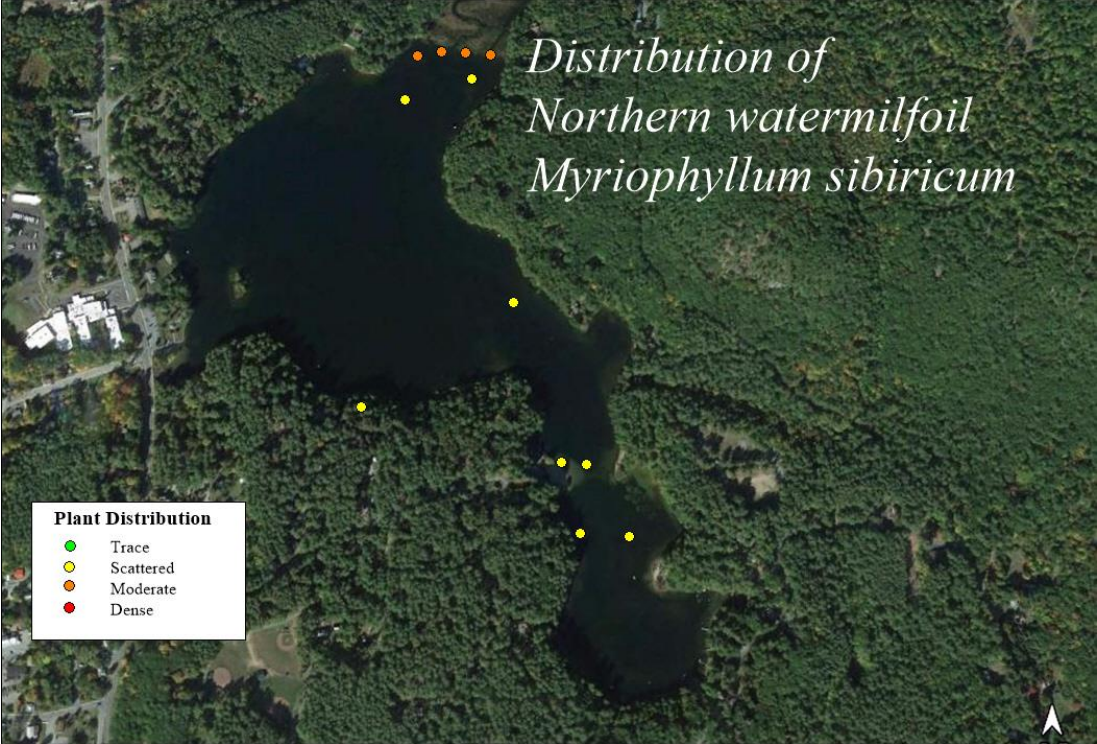 Distribution of
Northern watermilfoil
Myriophyllum sibiricum
Plant Distribution
Trace
Scattered
Moderate
Dense